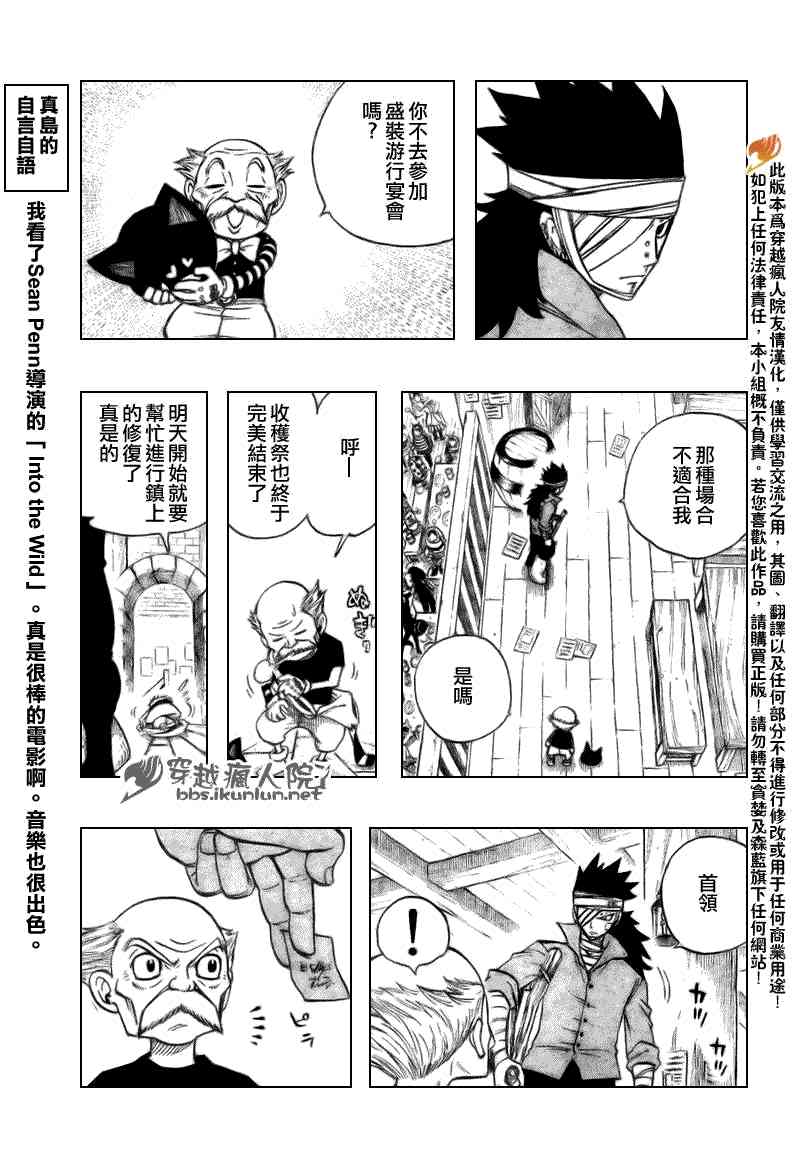 此版本爲穿越瘋人院友情漢化，僅供學習交流之用，其圖、翻譯以及任何部分不得進行修改或用于任何商業用途！
如犯上任何法律責任，本小組概不負責。若您喜歡此作品，請購買正版！請勿轉至貪婪及森藍旗下任何網站！
你不去參加
盛裝游行宴會
嗎？
那種場合
不適合我
是嗎
呼ー
收穫祭也終于
完美結束了
明天開始就要
幫忙進行鎮上
的修復了
真是的
穿越瘋人院
bbs.ikunlun.net
首領
！
カツ
カツ
ピラ
真島的
自言自語
我看了Sean Penn導演的「Into the Wild」。真是很棒的電影啊。音樂也很出色。